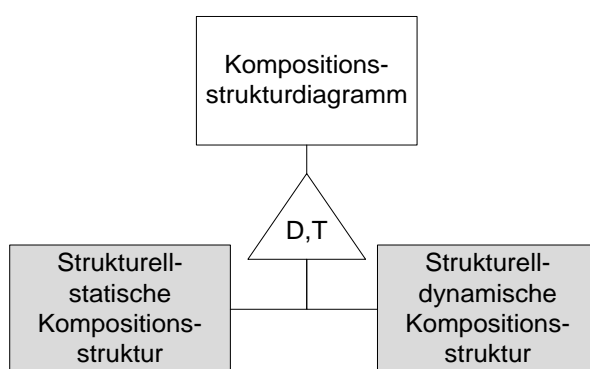 Kompositions-
strukturdiagramm
D,T
Strukturell-
statische
Kompositions-
struktur
Strukturell-
dynamische
Kompositions-
struktur